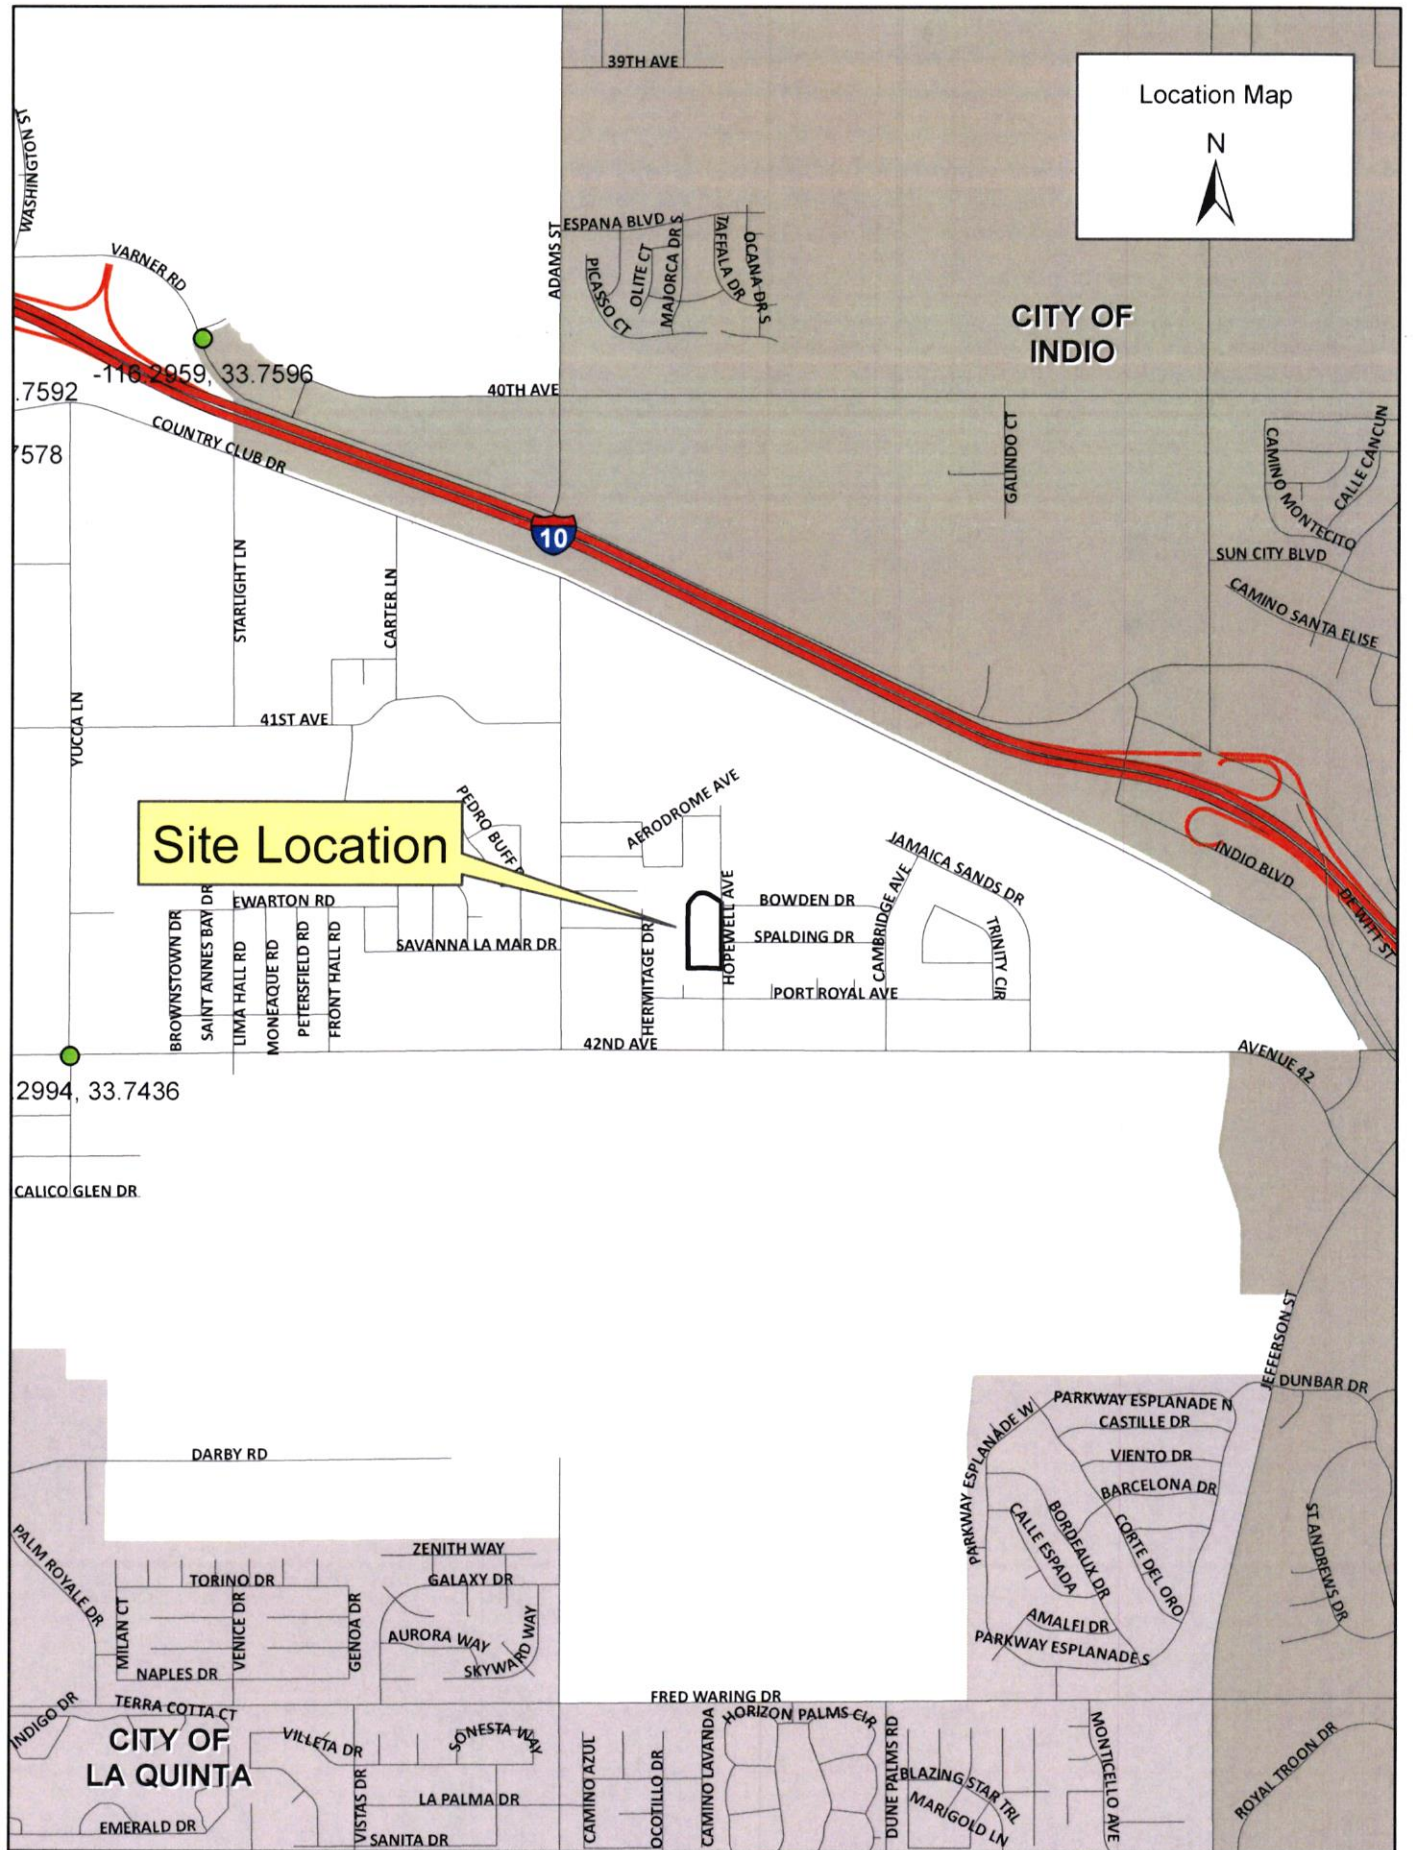 39TH AVE
Location Map
N
WASHINGTON ST
VARNER RD
ADAMS ST
ESPANA BLVD
PICASSO CT
OLITE CT
MAJORCA DR S
TAFFALA DR
OCANA DR S
CITY OF
INDIO
-116.2959, 33.7596
.7592
40TH AVE
COUNTRY CLUB DR
7578
GALINDO CT
CAMINO MONTECITO
CALLE CANCUN
10
SUN CITY BLVD
CAMINO SANTA ELISE
STARLIGHT LN
CARTER LN
YUCCA LN
41ST AVE
PEDRO BUFF
AERODROME AVE
Site Location
JAMAICA SANDS DR
INDIO BLVD
DE WITT ST
EWARTON RD
HOPEWELL AVE
BOWDEN DR
CAMBRIDGE AVE
SPALDING DR
TRINITY CIR
BROWNSTOWN DR
SAINT ANNES BAY DR
LIMA HALL RD
MONEAQUE RD
PETERSFIELD RD
FRONT HALL RD
SAVANNA LA MAR DR
HERMITAGE DR
PORT ROYAL AVE
42ND AVE
AVENUE 42
.2994, 33.7436
CALICO GLEN DR
JEFFERSON ST
DUNBAR DR
PARKWAY ESPLANADE W
PARKWAY ESPLANADE N
CASTILLE DR
DARBY RD
VIENTO DR
BARCELONA DR
CALLE ESPADA
BORDEAUX DR
CORTE DEL ORO
ST ANDREWS DR
PALM ROYALE DR
ZENITH WAY
TORINO DR
GALAXY DR
MILAN CT
VENICE DR
GENOA DR
AURORA WAY
SKYWARD WAY
AMALFI DR
PARKWAY ESPLANADE S
NAPLES DR
FRED WARING DR
INDIGO DR
TERRA COTTA CT
CITY OF
LA QUINTA
VILLETA DR
SONESTA WAY
HORIZON PALMS CIR
CAMINO AZUL
OCOTILLO DR
CAMINO LAVANDA
DUNE PALMS RD
MONTICELLO AVE
ROYAL TROON DR
VISTAS DR
LA PALMA DR
BLAZING STAR TRL
MARIGOLD LN
EMERALD DR
SANITA DR